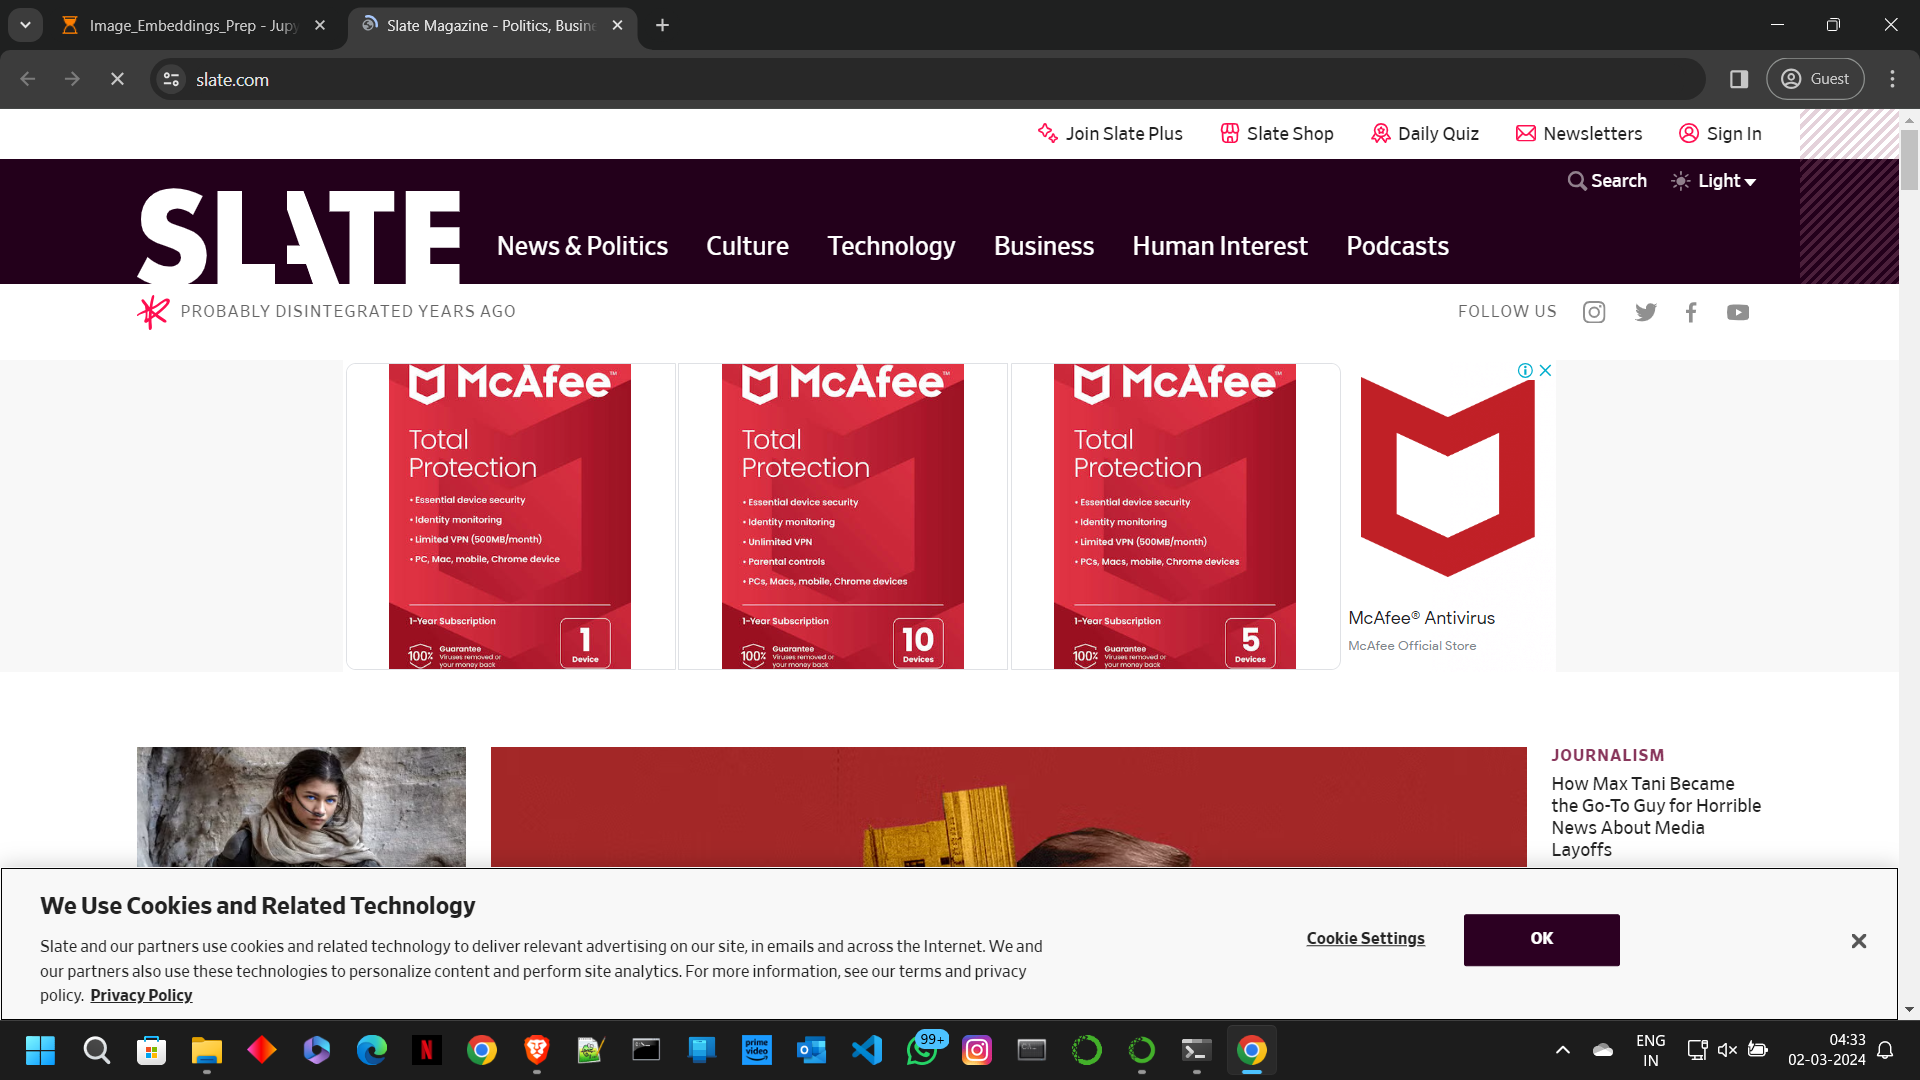 Image_Embeddings_Prep - Jupy
Slate Magazine - Politics, Busine
slate.com
Guest
Join Slate Plus
Slate Shop
Daily Quiz
Newsletters
Sign In
Search
Light
SLATE
News & Politics
Culture
Technology
Business
Human Interest
Podcasts
PROBABLY DISINTEGRATED YEARS AGO
FOLLOW US
McAfee™
Total
Protection
• Essential device security
• Identity monitoring
• Limited VPN (500MB/month)
• PC, Mac, mobile, Chrome device
1-Year Subscription
100%
Guarantee
Viruses removed or
your money back
1
Device
McAfee™
Total
Protection
• Essential device security
• Identity monitoring
• Unlimited VPN
• Parental controls
• PCs, Macs, mobile, Chrome devices
1-Year Subscription
100%
Guarantee
Viruses removed or
your money back
10
Devices
McAfee™
Total
Protection
• Essential device security
• Identity monitoring
• Limited VPN (500MB/month)
• PCs, Macs, mobile, Chrome devices
1-Year Subscription
100%
Guarantee
Viruses removed or
your money back
5
Devices
McAfee® Antivirus
McAfee Official Store
JOURNALISM
How Max Tani Became
the Go-To Guy for Horrible
News About Media
Layoffs
We Use Cookies and Related Technology
Slate and our partners use cookies and related technology to deliver relevant advertising on our site, in emails and across the Internet. We and
our partners also use these technologies to personalize content and perform site analytics. For more information, see our terms and privacy
policy. Privacy Policy
Cookie Settings
OK
N
prime
video
99+
ENG
IN
04:33
02-03-2024